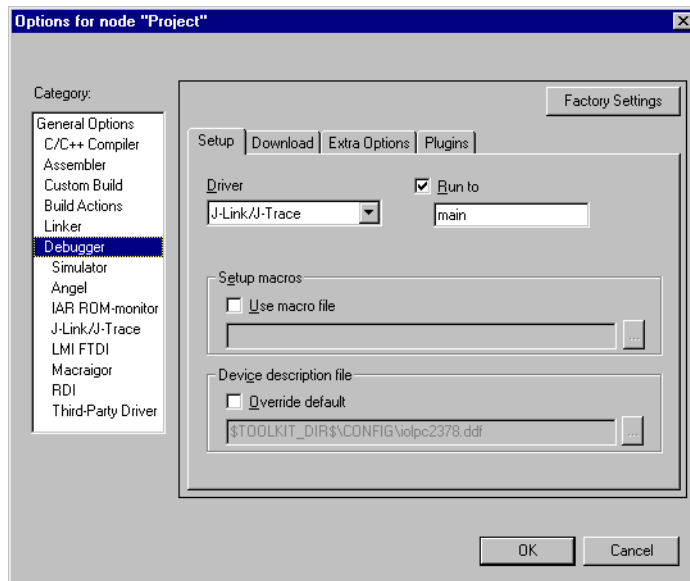 Options for node "Project"
Category:
Factory Settings
General Options
C/C++ Compiler
Assembler
Custom Build
Build Actions
Linker
Debugger
Simulator
Angel
IAR ROM-monitor
J-Link/J-Trace
LMI FTDI
Macraigor
RDI
Third-Party Driver
Setup Download Extra Options Plugins
Driver Run to
J-Link/J-Trace main
Setup macros
Use macro file
...
Device description file
Override default
$TOOLKIT_DIR$\CONFIG\iolpc2378.ddf ...
OK Cancel